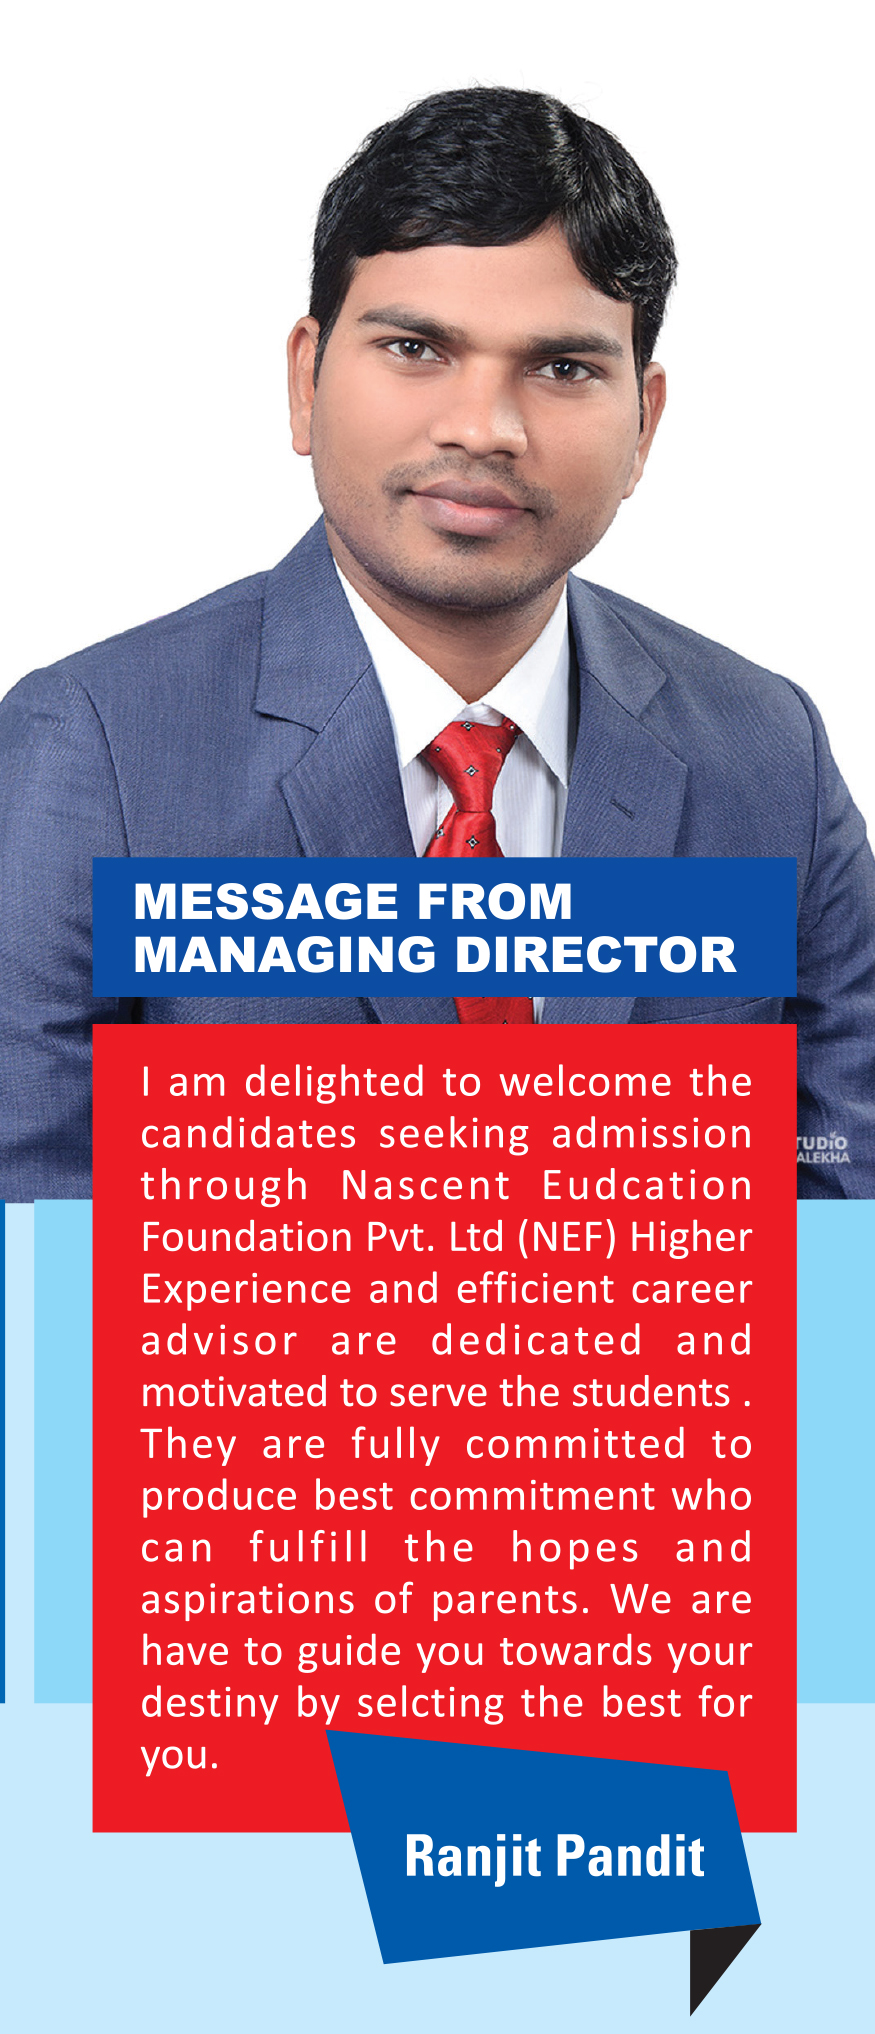 MESSAGE FROM
MANAGING DIRECTOR
I am delighted to welcome the
candidates seeking admission
through Nascent Eudcation
Foundation Pvt. Ltd (NEF) Higher
Experience and efficient career
advisor are dedicated and
motivated to serve the students .
They are fully committed to
produce best commitment who
can fulfill the hopes and
aspirations of parents. We are
have to guide you towards your
destiny by selcting the best for
you.
Ranjit Pandit